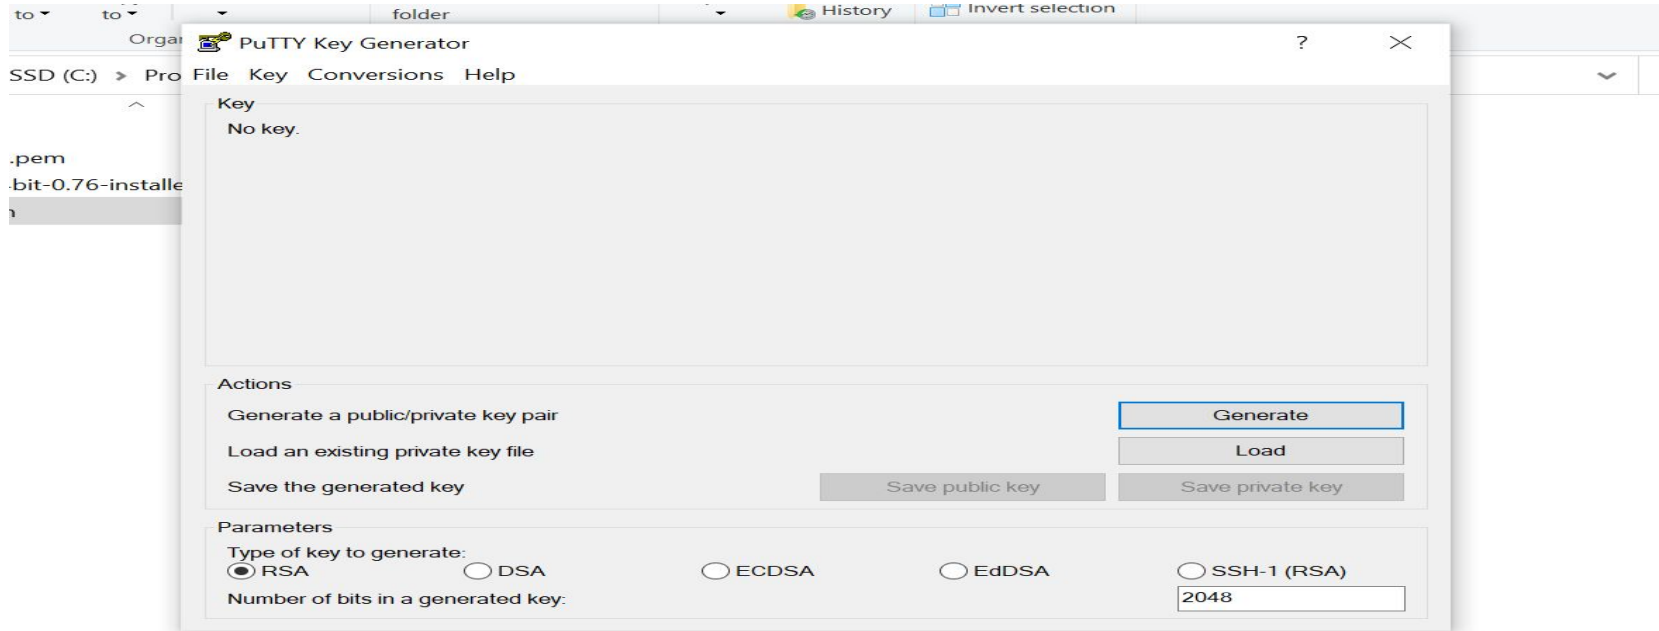 to to folder History Invert selection
Orga
PuTTY Key Generator ?
SSD (C:) > Pro
File Key Conversions Help
Key
No key.
.pem
-bit-0.76-installe
Actions
Generate a public/private key pair Generate
Load an existing private key file Load
Save the generated key Save public key Save private key
Parameters
Type of key to generate:
RSA DSA ECDSA EdDSA SSH-1 (RSA)
Number of bits in a generated key: 2048